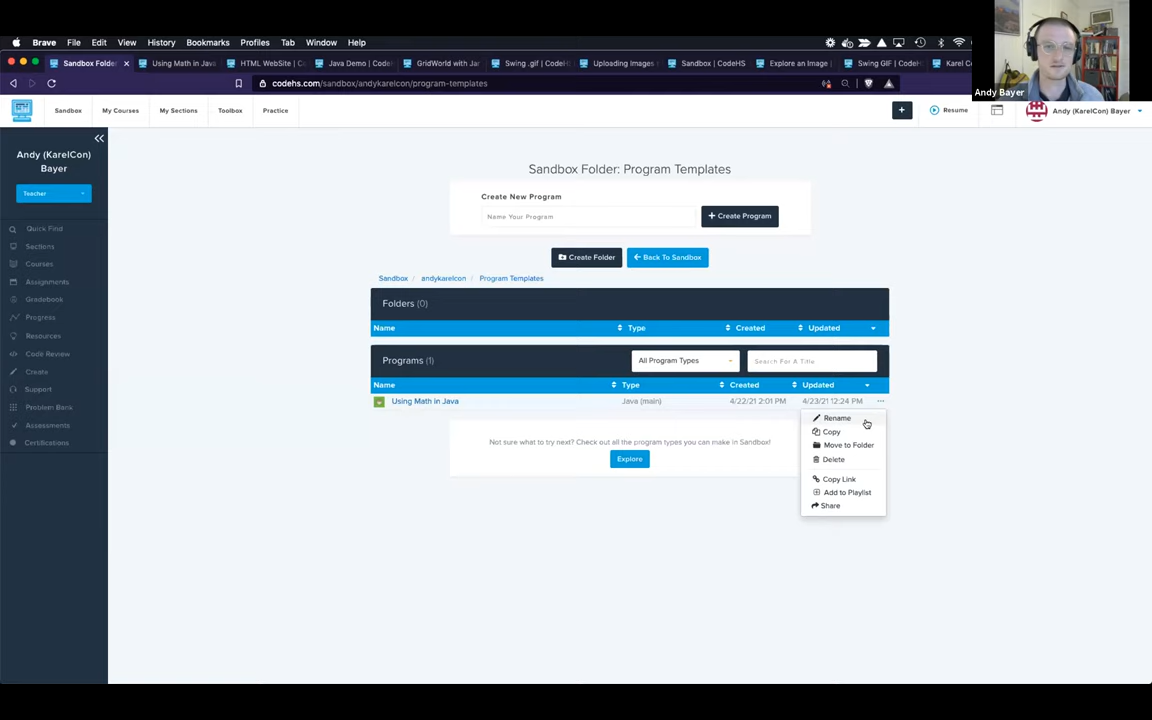 Brave File Edit View History Bookmarks Profiles Tab Window Help
Sandbox Folder: Using Math in Java HTML WebSite | C Java Demo | CodeH GridWorld with Jar Swing .gif | CodeH Uploading Images Sandbox | CodeHS Explore an Image | Swing GIF | CodeH Karel Co
codehs.com/sandbox/andykarelcon/program-templates
Andy Bayer
Sandbox My Courses My Sections Toolbox Practice + Resume Andy (KarelCon) Bayer
Andy (KarelCon)
Bayer
Teacher
Quick Find
Sections
Courses
Assignments
Gradebook
Progress
Resources
Code Review
Create
Support
Problem Bank
Assessments
Certifications
Sandbox Folder: Program Templates
Create New Program
Name Your Program + Create Program
Create Folder Back To Sandbox
Sandbox / andykarelcon / Program Templates
Folders (0)
Name Type Created Updated
Programs (1) All Program Types Search For A Title
Name Type Created Updated
Using Math in Java Java (main) 4/22/21 2:01 PM 4/23/21 12:24 PM ...
Rename
Copy
Move to Folder
Delete
Copy Link
Add to Playlist
Share
Not sure what to try next? Check out all the program types you can make in Sandbox!
Explore